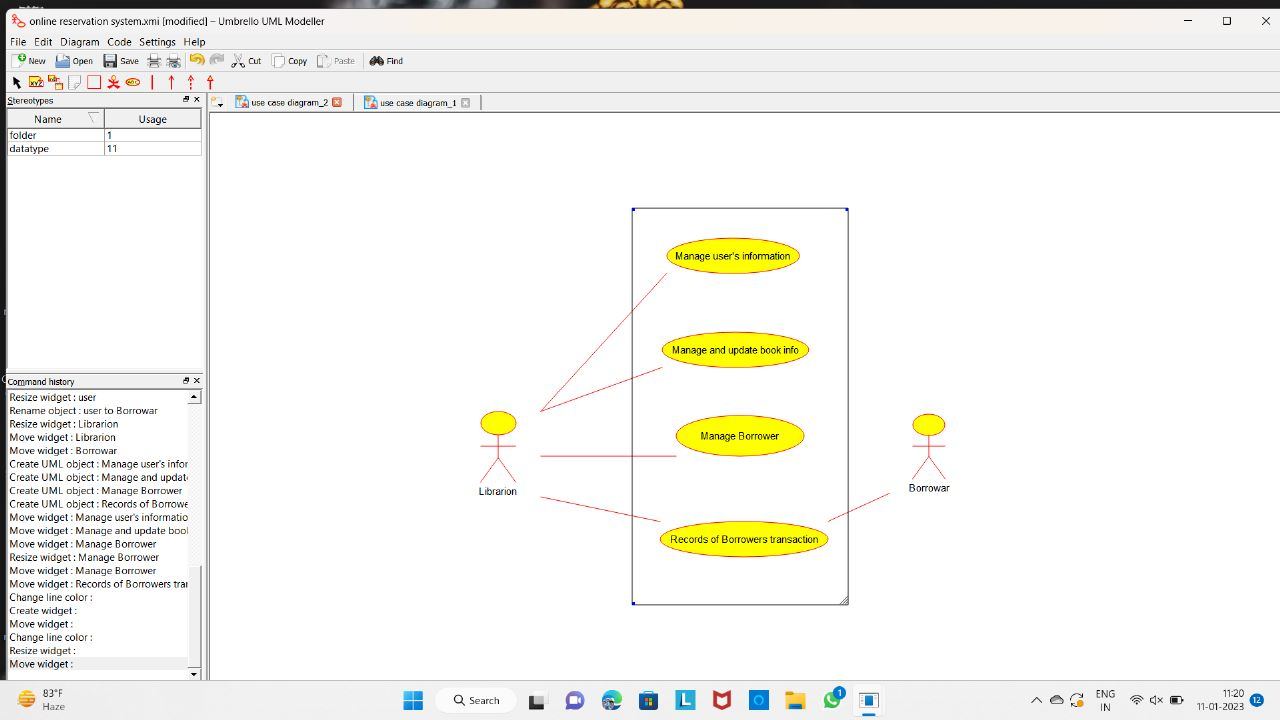 online reservation system.xmi [modified] – Umbrello UML Modeller
File Edit Diagram Code Settings Help
New Open Save Cut Copy Paste Find
Stereotypes
use case diagram_2 use case diagram_1
Name Usage
folder 1
datatype 11
Manage user's information
Manage and update book info
Manage Borrower
Records of Borrowers transaction
Librarion
Borrowar
Command history
Resize widget : user
Rename object : user to Borrowar
Resize widget : Librarion
Move widget : Librarion
Move widget : Borrowar
Create UML object : Manage user's infor
Create UML object : Manage and updat
Create UML object : Manage Borrower
Create UML object : Records of Borrowe
Move widget : Manage user's informatio
Move widget : Manage and update bool
Move widget : Manage Borrower
Resize widget : Manage Borrower
Move widget : Manage Borrower
Move widget : Records of Borrowers trar
Change line color :
Create widget :
Move widget :
Change line color :
Resize widget :
Move widget :
83°F
Haze
Search
1
ENG
IN
11:20
11-01-2023
12